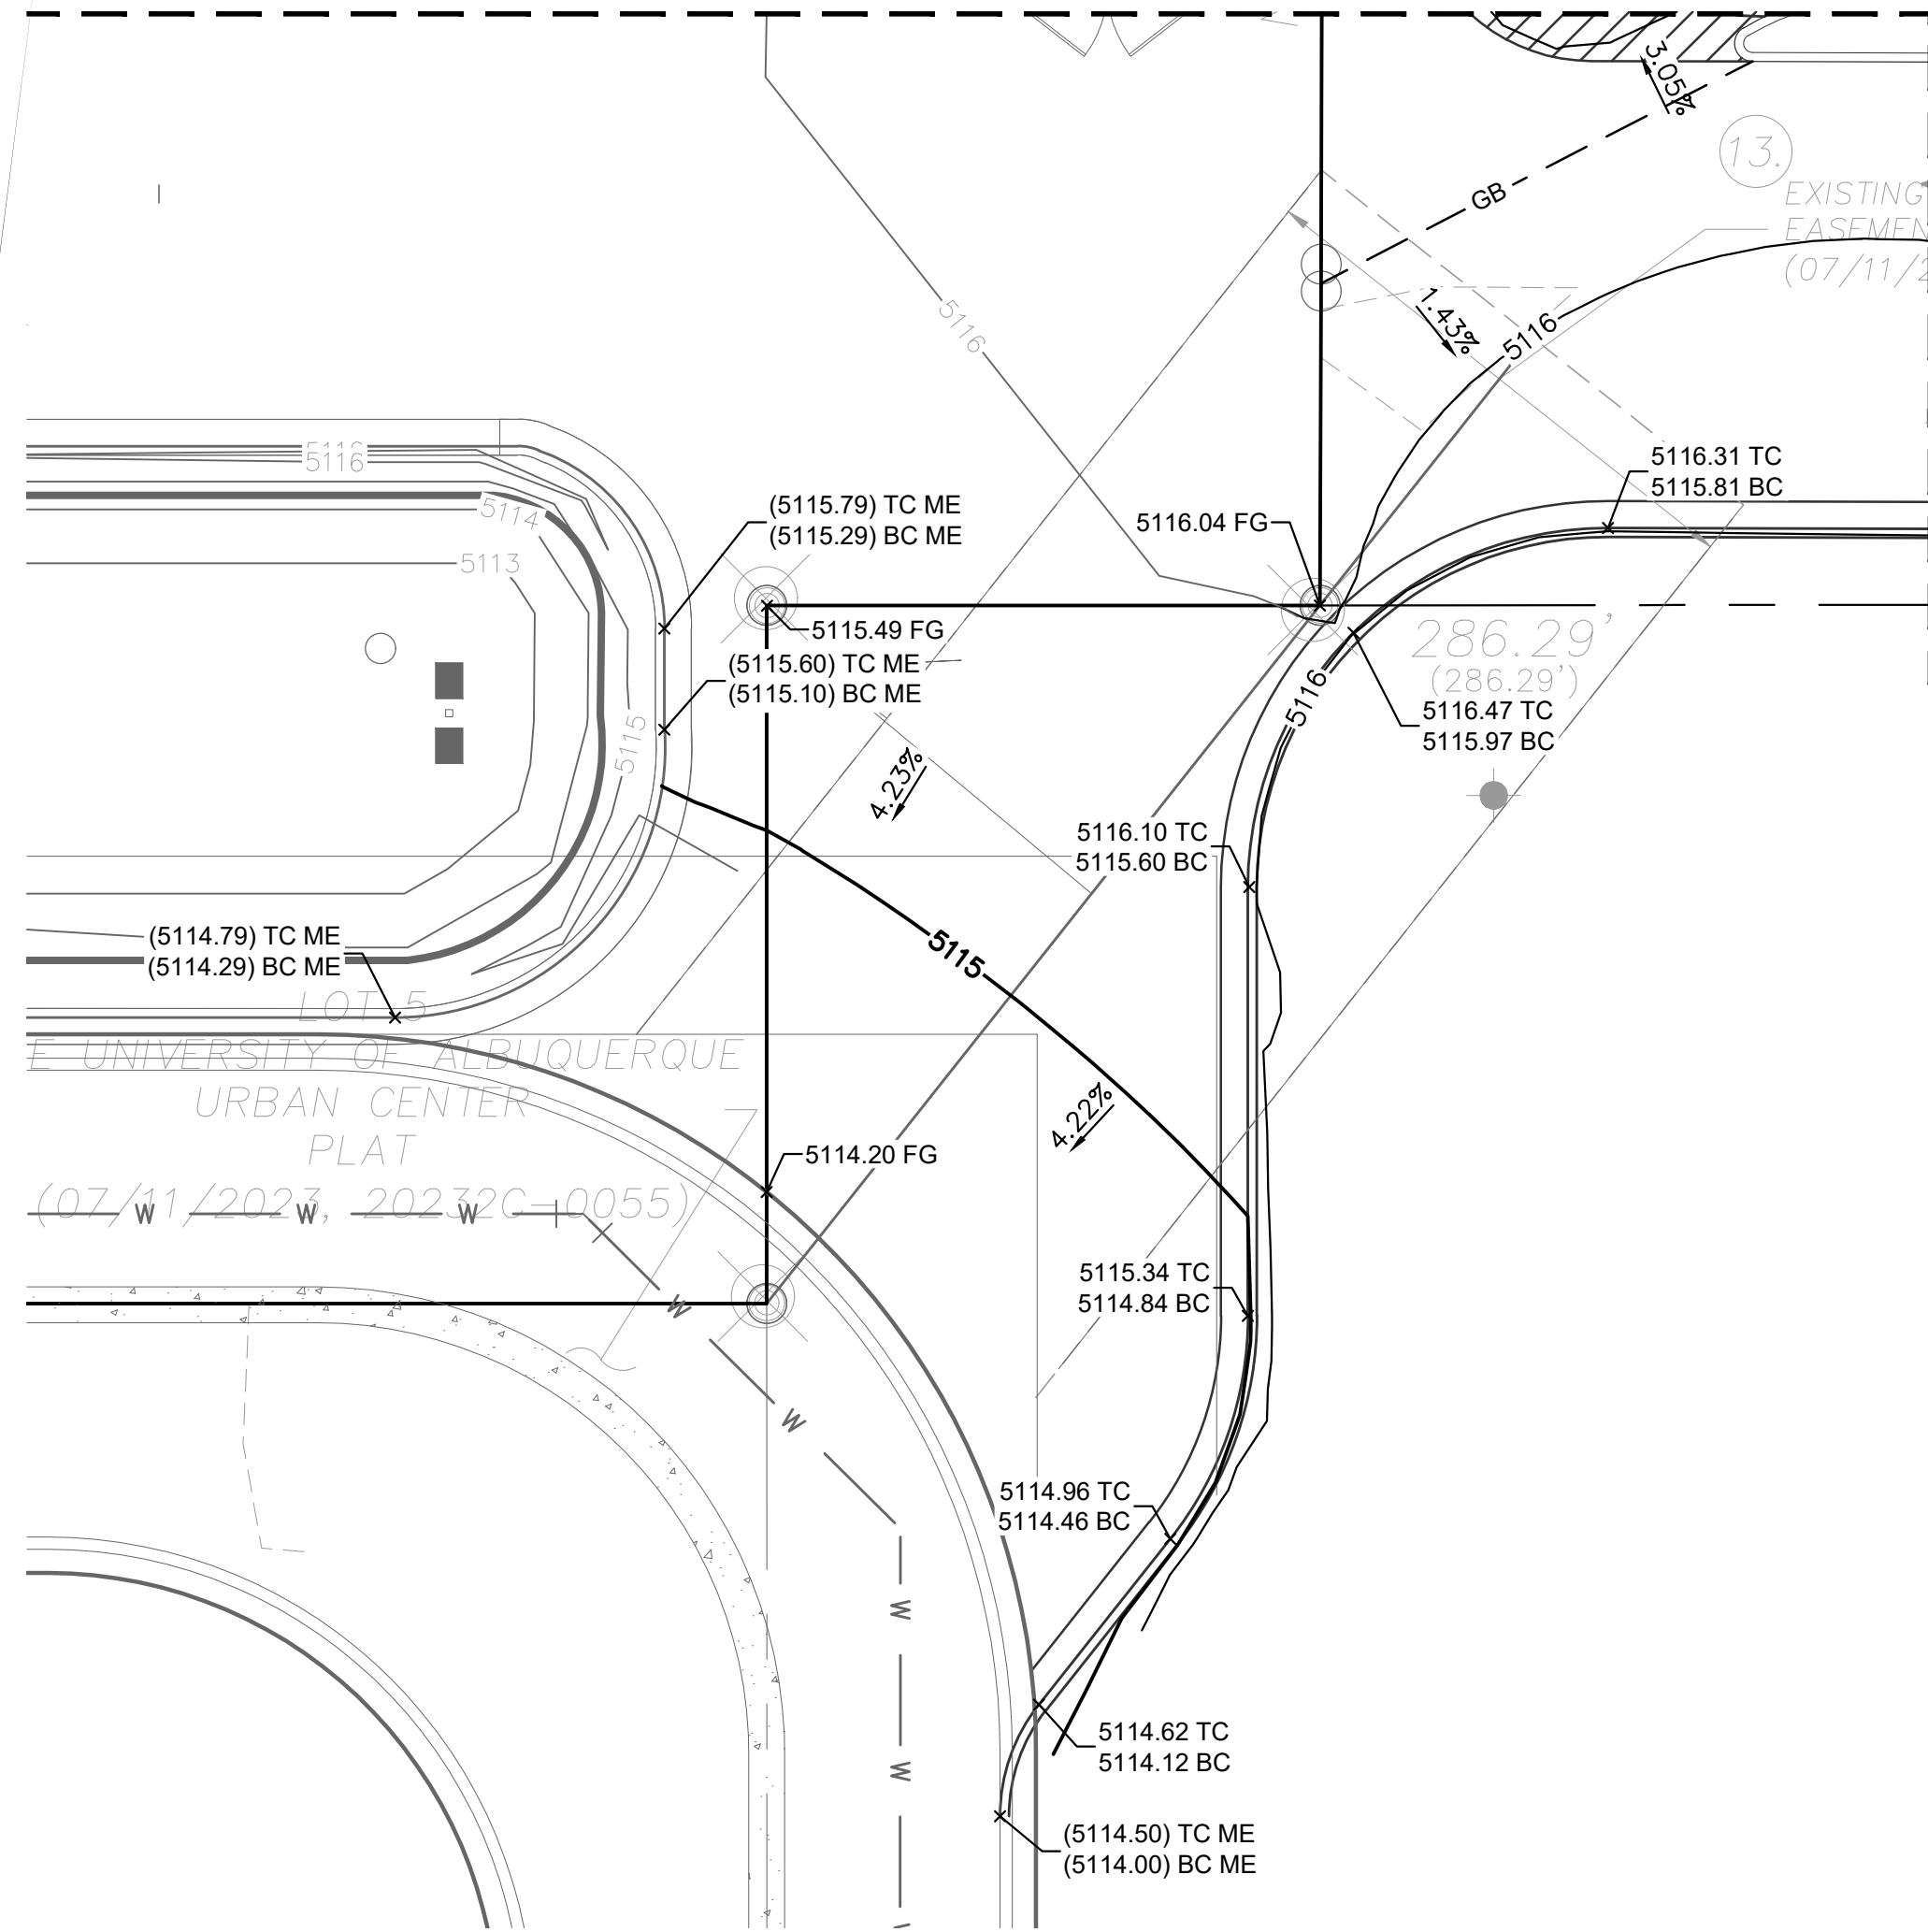 3.05%
13.
EXISTING
EASEMEN
(07/11/2
GB
1.43%
5116
5116
5116
5116
5114
5113
5116.31 TC
5115.81 BC
(5115.79) TC ME
(5115.29) BC ME
5116.04 FG
5115.49 FG
286.29'
(286.29')
(5115.60) TC ME
(5115.10) BC ME
5116
5116.47 TC
5115.97 BC
5115
4.23%
5116.10 TC
5115.60 BC
(5114.79) TC ME
(5114.29) BC ME
5115
LOT 5
E UNIVERSITY OF ALBUQUERQUE
URBAN CENTER
PLAT
(07/11/2023, 20232C-0055)
4.22%
5114.20 FG
W W W
W
W
5115.34 TC
5114.84 BC
5114.96 TC
5114.46 BC
W
5114.62 TC
5114.12 BC
W
(5114.50) TC ME
(5114.00) BC ME